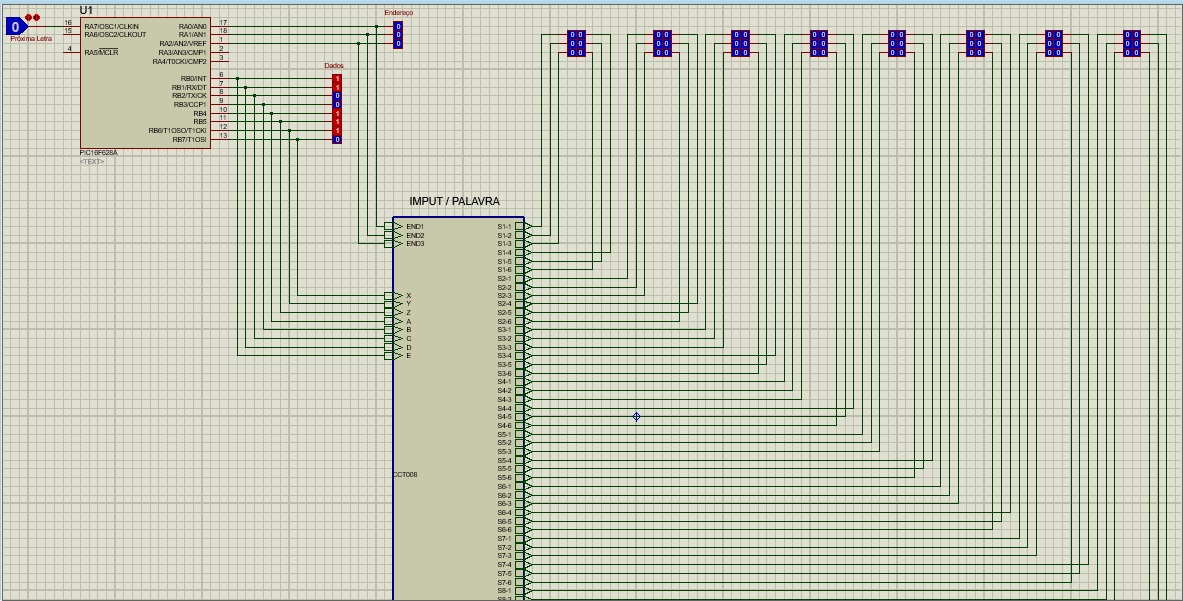 U1
16 RA7/OSC1/CLKIN RA0/AN0 17
15 RA6/OSC2/CLKOUT RA1/AN1 18
RA2/AN2/VREF 1
4 RA5/MCLR RA3/AN3/CMP1 2
RA4/T0CKI/CMP2 3
RB0/INT 6
RB1/RX/DT 7
RB2/TX/CK 8
RB3/CCP1 9
RB4 10
RB5 11
RB6/T1OSO/T1CKI 12
RB7/T1OSI 13
PIC16F628A
<TEXT>
0
Próxima Letra
Endereço
0
0
0
Dados
1
1
0
0
1
1
1
0
0 0 0 0 0 0 0 0 0 0 0 0 0 0 0 0
0 0 0 0 0 0 0 0 0 0 0 0 0 0 0 0
0 0 0 0 0 0 0 0 0 0 0 0 0 0 0 0
IMPUT / PALAVRA
END1
END2
END3
X
Y
Z
A
B
C
D
E
CCT008
S1-1
S1-2
S1-3
S1-4
S1-5
S1-6
S2-1
S2-2
S2-3
S2-4
S2-5
S2-6
S3-1
S3-2
S3-3
S3-4
S3-5
S3-6
S4-1
S4-2
S4-3
S4-4
S4-5
S4-6
S5-1
S5-2
S5-3
S5-4
S5-5
S5-6
S6-1
S6-2
S6-3
S6-4
S6-5
S6-6
S7-1
S7-2
S7-3
S7-4
S7-5
S7-6
S8-1
S8-2